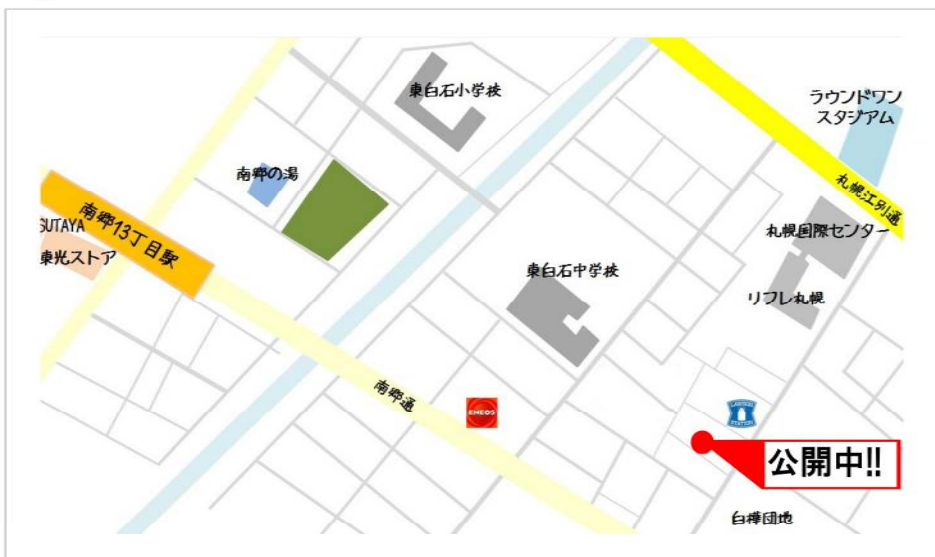 東白石小学校
ラウンドワン
スタジアム
南郷の湯
札幌江別通
南郷13丁目駅
SUTAYA
東光ストア
札幌国際センター
東白石中学校
リフレ札幌
南郷通
ENEOS
LAWSON
STATION
公開中!!
白樺団地